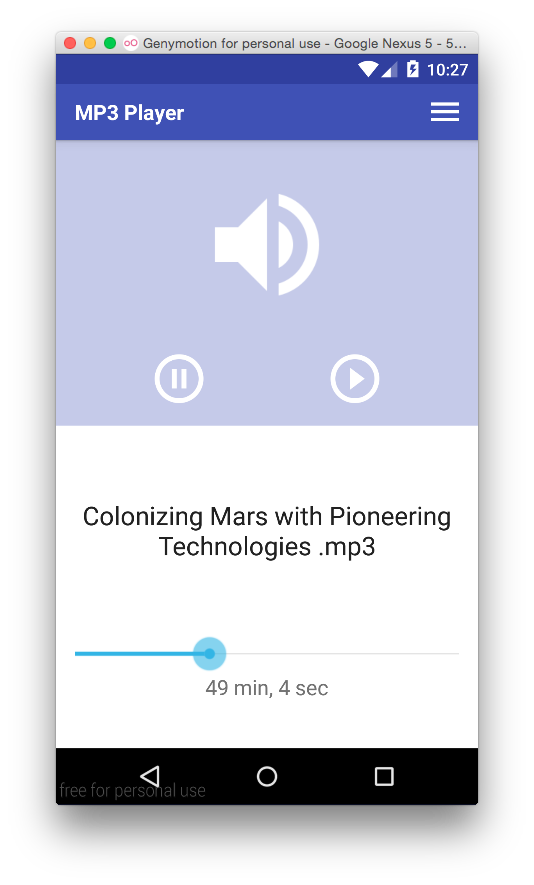 Genymotion for personal use - Google Nexus 5 - 5...
10:27
MP3 Player
Colonizing Mars with Pioneering
Technologies .mp3
49 min, 4 sec
free for personal use